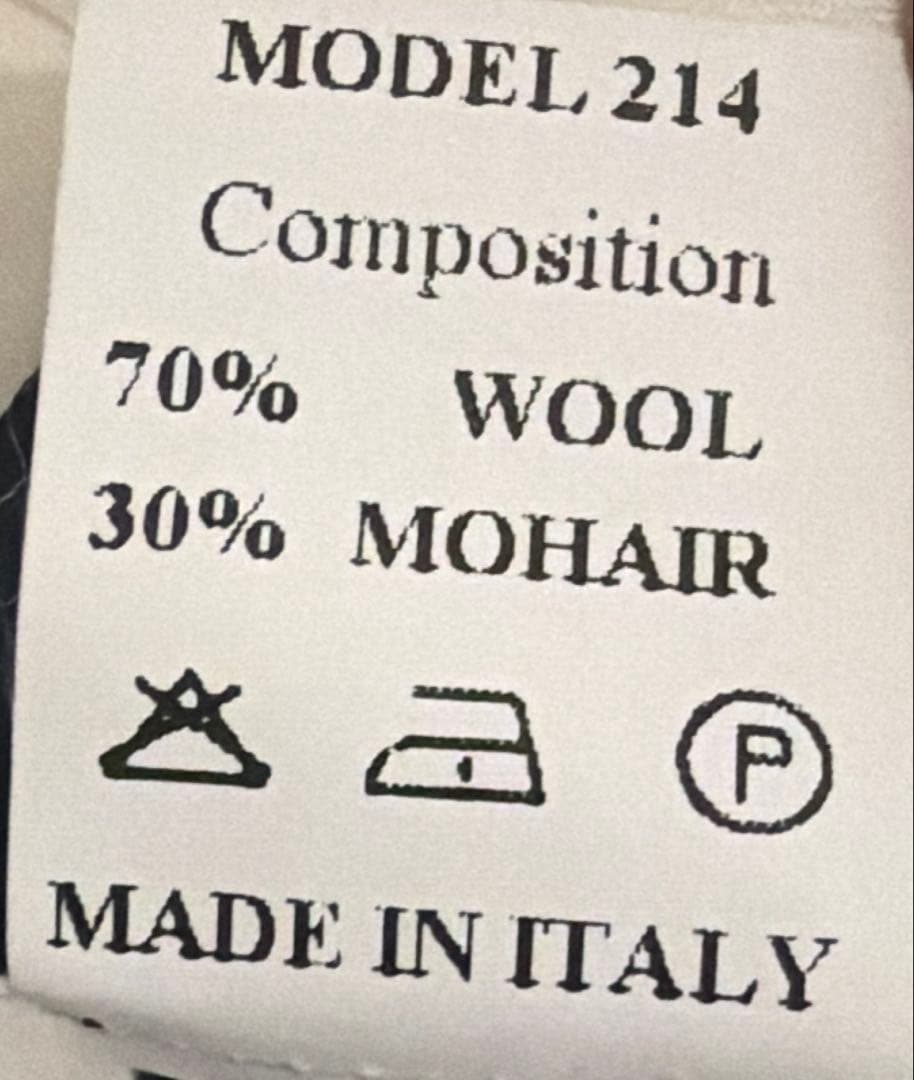 MODEL 214
Composition
70% WOOL
30% MOHAIR
P
MADE IN ITALY